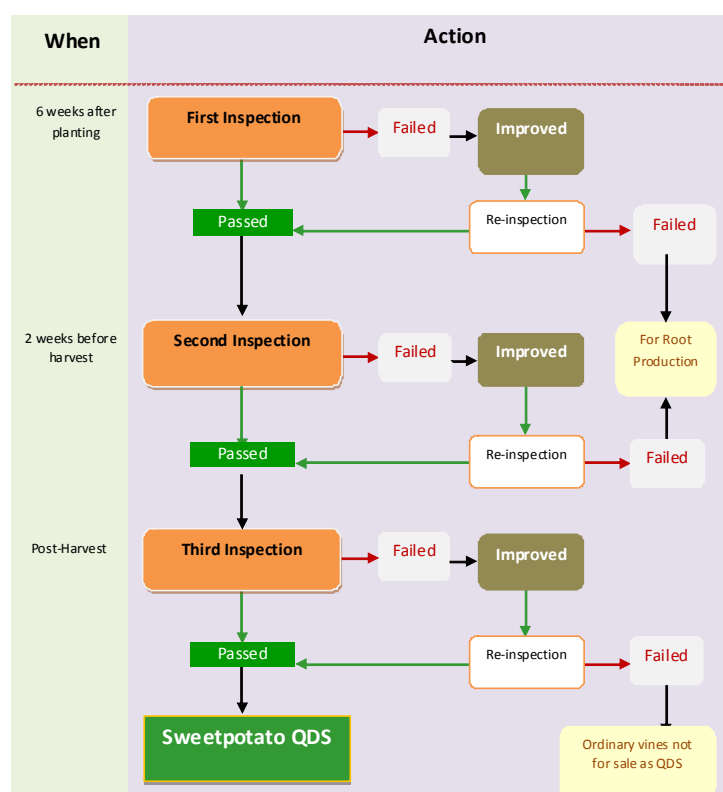 When
Action
6 weeks after
planting
First Inspection
Failed
Improved
Passed
Re-inspection
Failed
2 weeks before
harvest
Second Inspection
Failed
Improved
For Root
Production
Passed
Re-inspection
Failed
Post-Harvest
Third Inspection
Failed
Improved
Passed
Re-inspection
Failed
Sweetpotato QDS
Ordinary vines not
for sale as QDS